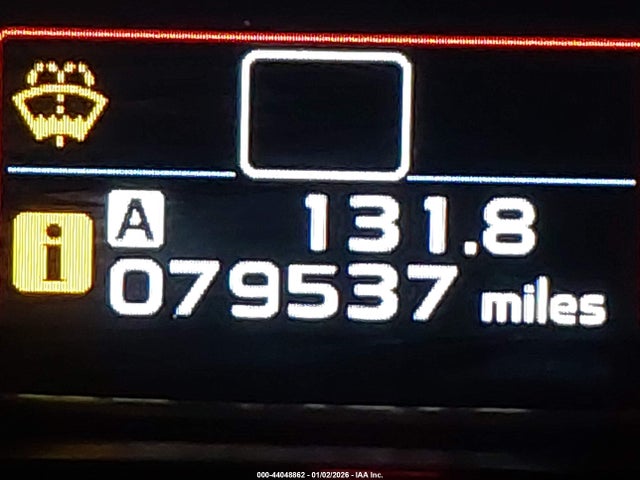 A 131.8
i 079537 miles
000-44048862 - 01/02/2026 - IAA Inc.